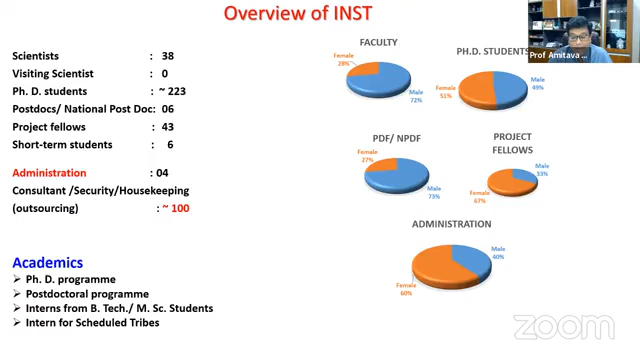 Overview of INST
Scientists : 38
Visiting Scientist : 0
Ph. D. students : ~ 223
Postdocs/ National Post Doc: 06
Project fellows : 43
Short-term students : 6
Administration : 04
Consultant /Security/Housekeeping
(outsourcing) : ~ 100
Academics
➢ Ph. D. programme
➢ Postdoctoral programme
➢ Interns from B. Tech./ M. Sc. Students
➢ Intern for Scheduled Tribes
FACULTY
Female
28%
Male
72%
PH.D. STUDENTS
Male
49%
Female
51%
PDF/ NPDF
Female
27%
Male
73%
PROJECT
FELLOWS
Male
33%
Female
67%
ADMINISTRATION
Male
40%
Female
60%
Prof Amitava ...
zoom